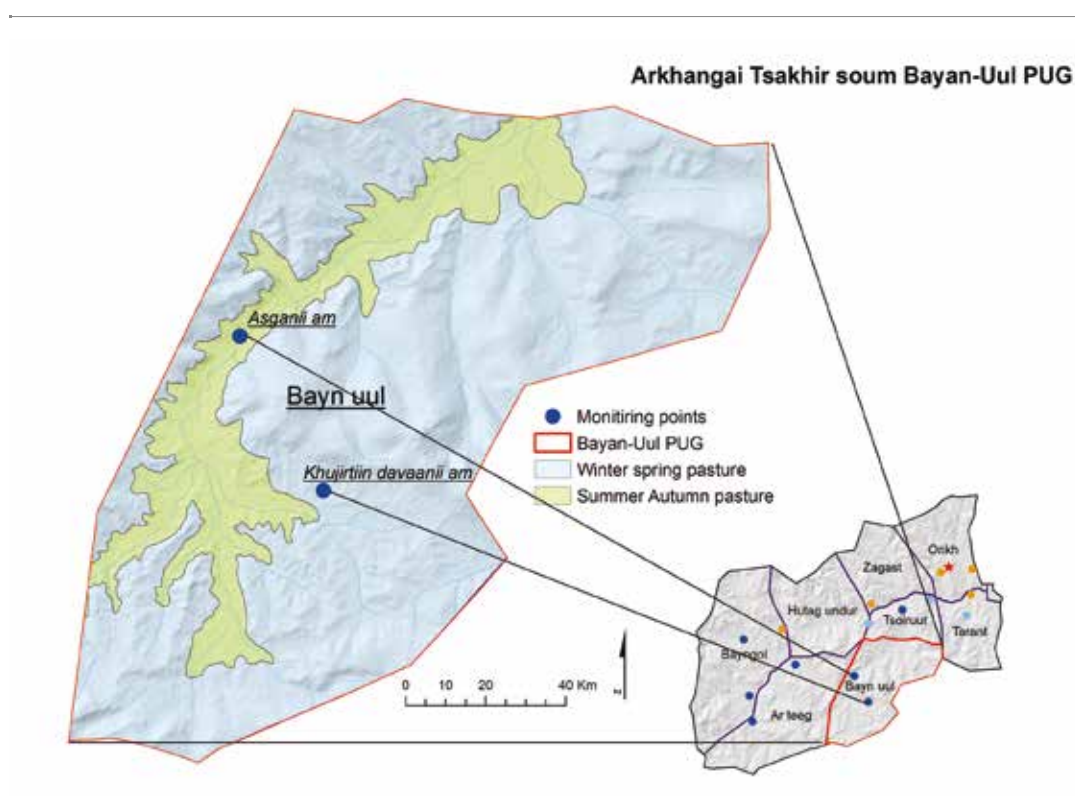 Arkhangai Tsakhir soum Bayan-Uul PUG
Asganii am
Bayn uul
Khujirtiin davaanii am
Monitiring points
Bayan-Uul PUG
Winter spring pasture
Summer Autumn pasture
0 10 20 40 Km
Zagast
Hutag undur
Tsoiruut
Tarant
Bayngol
Bayn uul
Ar teeg